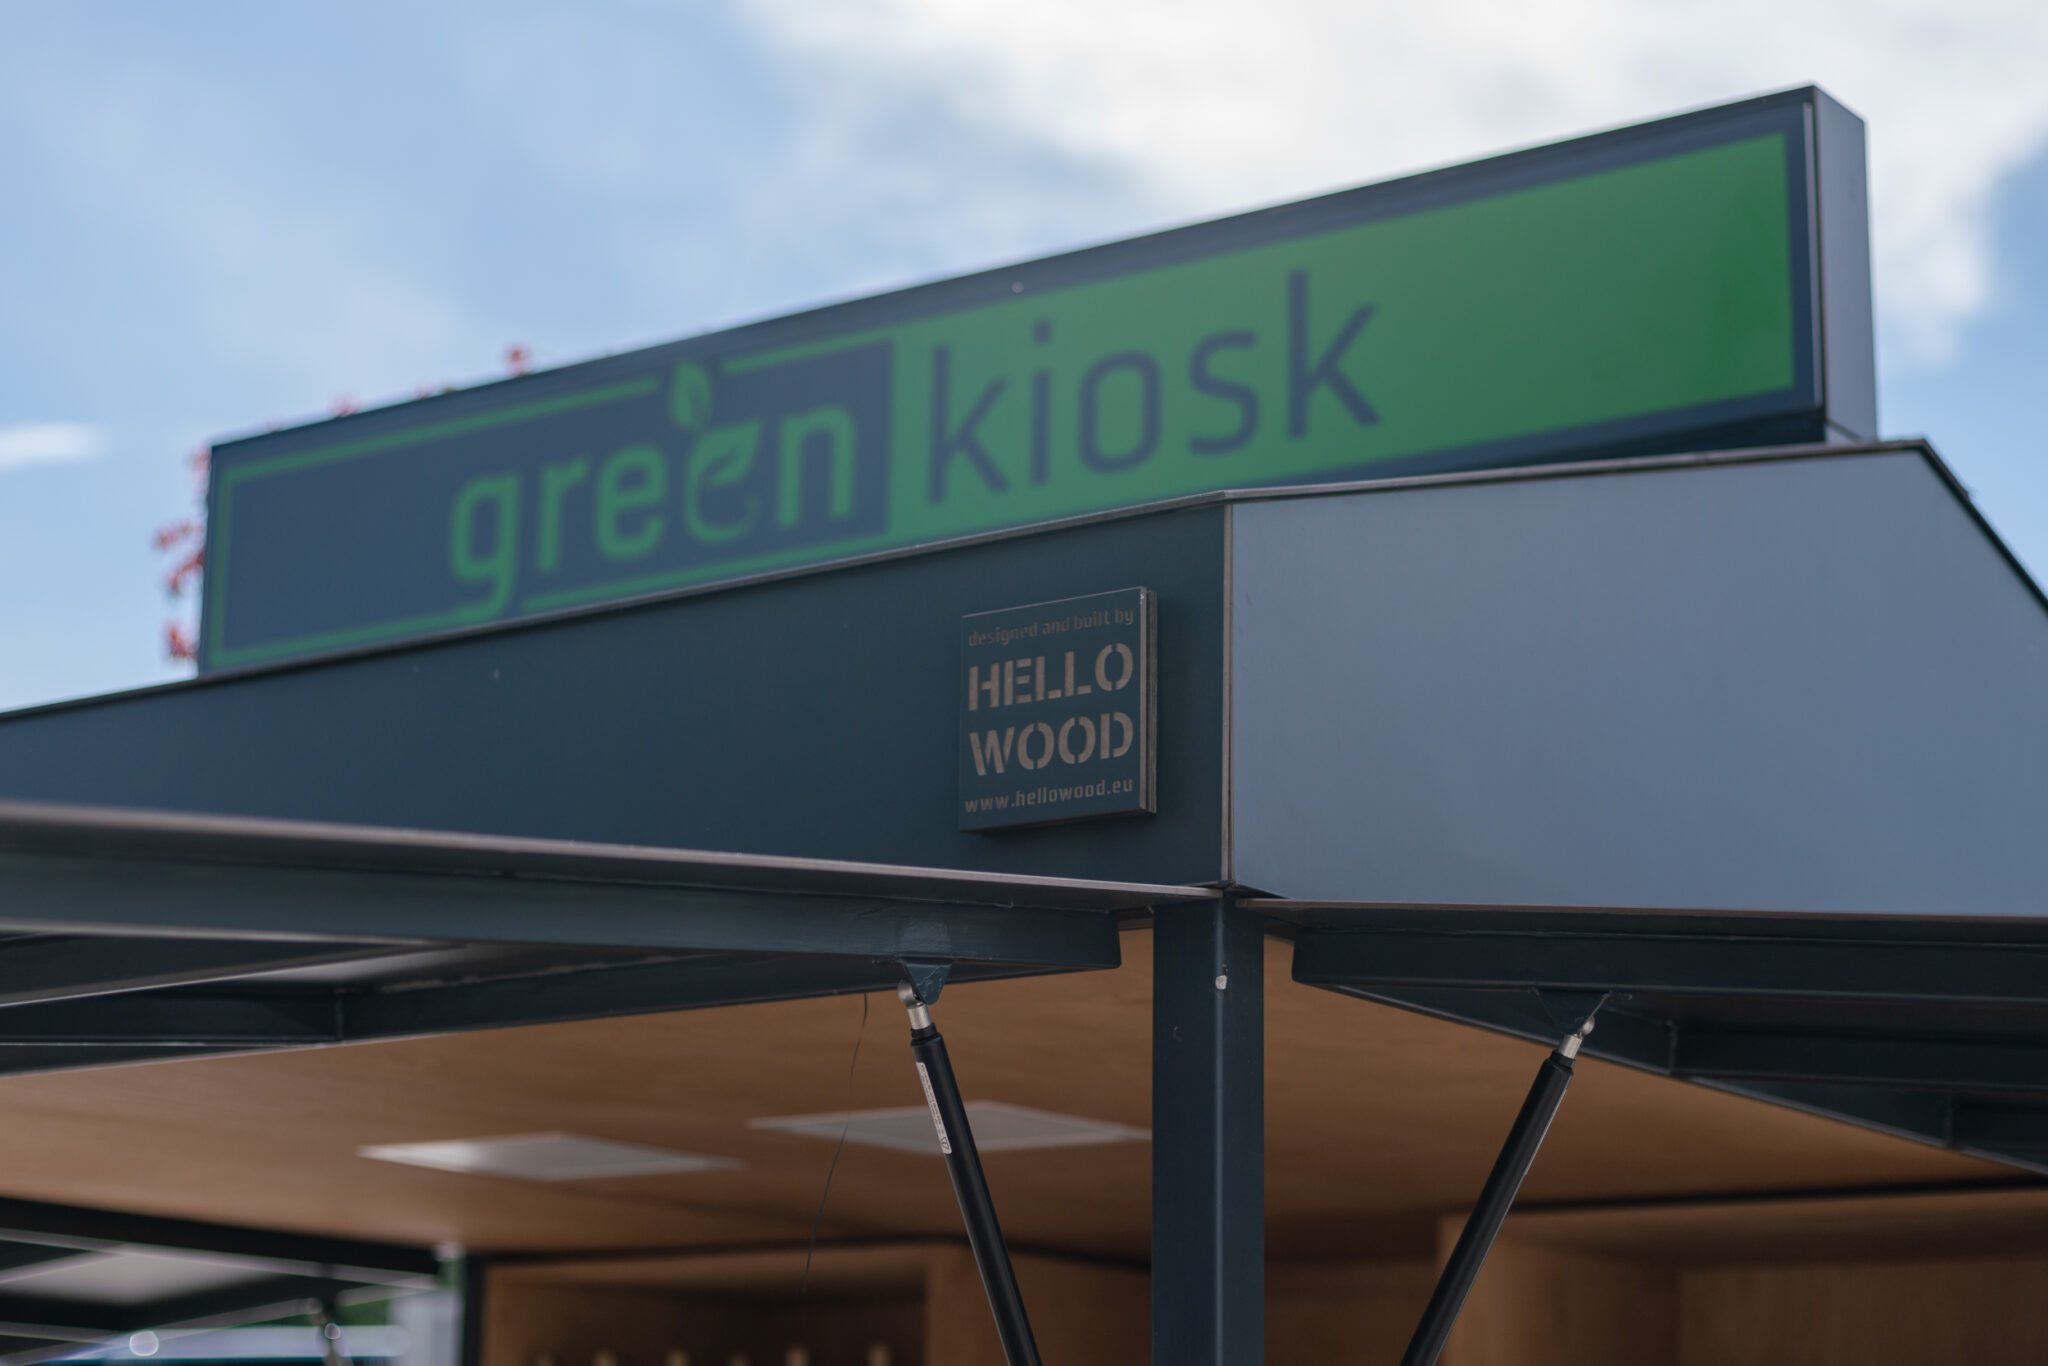 green kiosk
designed and built by
HELLO
WOOD
www.hellowood.eu